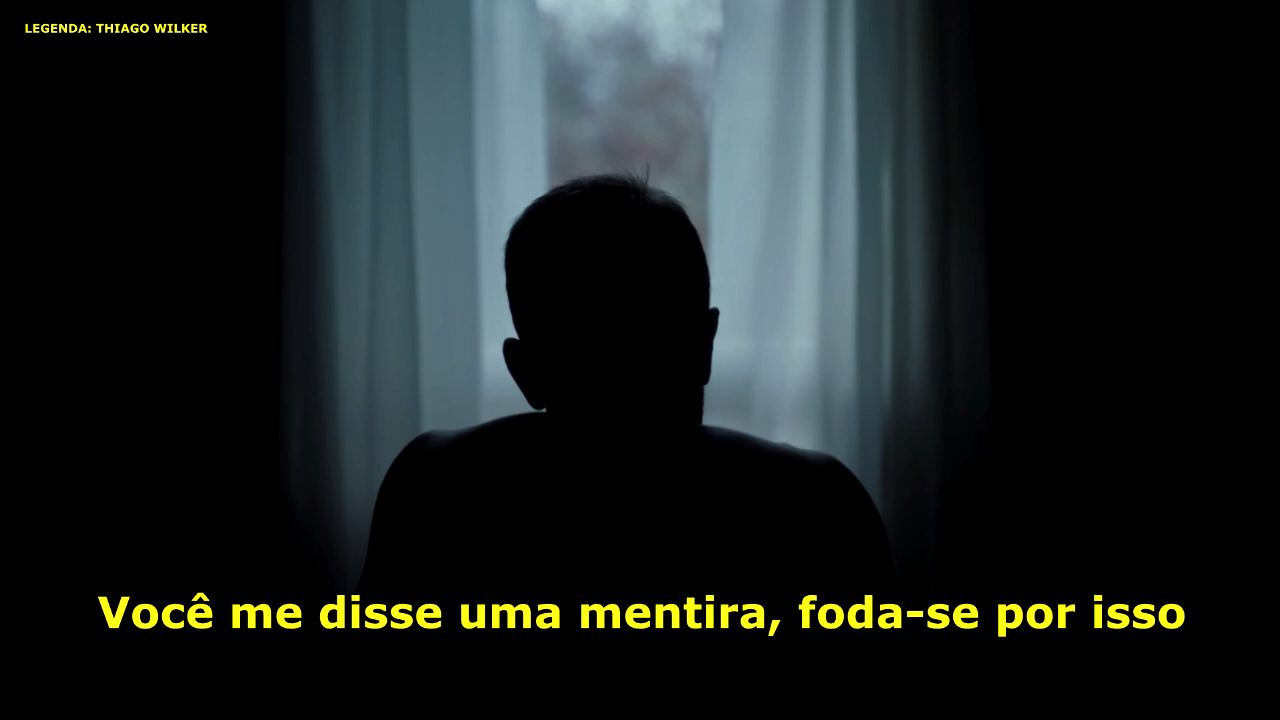 LEGENDA: THIAGO WILKER
Você me disse uma mentira, foda-se por isso